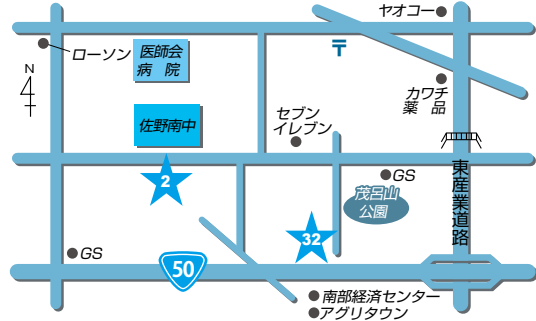 ヤオコー
ローソン
医師会
病 院
〒
N
カワチ
薬 品
佐野南中
セブン
イレブン
東産業道路
2
GS
茂呂山
公園
32
GS
50
南部経済センター
アグリタウン